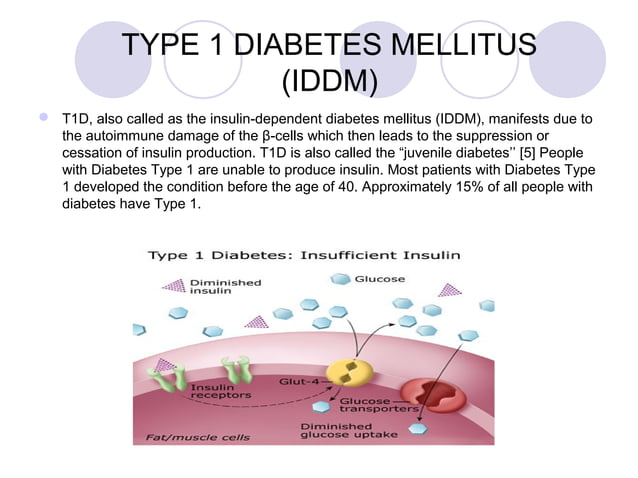 TYPE 1 DIABETES MELLITUS
(IDDM)
T1D, also called as the insulin-dependent diabetes mellitus (IDDM), manifests due to
the autoimmune damage of the β-cells which then leads to the suppression or
cessation of insulin production. T1D is also called the “juvenile diabetes’’ [5] People
with Diabetes Type 1 are unable to produce insulin. Most patients with Diabetes Type
1 developed the condition before the age of 40. Approximately 15% of all people with
diabetes have Type 1.
Type 1 Diabetes: Insufficient Insulin
Diminished
insulin
Glucose
Insulin
receptors
Glut-4
Glucose
transporters
Diminished
glucose uptake
Fat/muscle cells